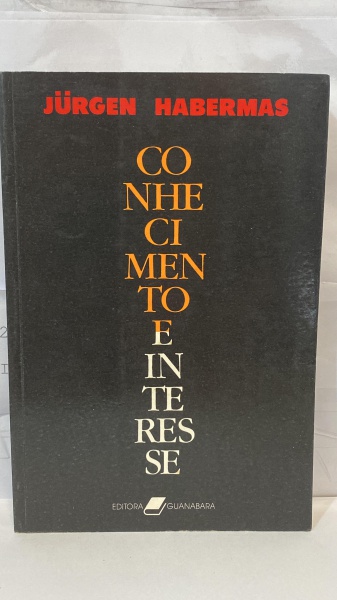 JÜRGEN HABERMAS
CO
NHE
CI
MEN
TO
E
IN
TE
RES
SE
EDITORA GUANABARA